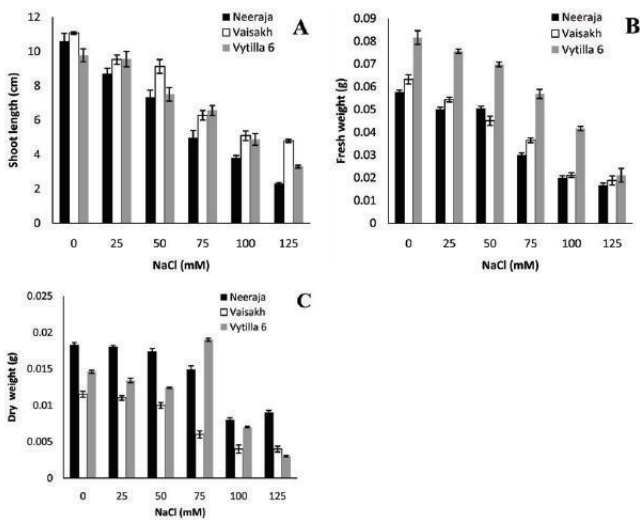 A
Neeraja
Vaisakh
Vytilla 6
Shoot length (cm)
12
10
8
6
4
2
0
0 25 50 75 100 125
NaCl (mM)
B
Neeraja
Vaisakh
Vytilla 6
Fresh weight (g)
0.09
0.08
0.07
0.06
0.05
0.04
0.03
0.02
0.01
0
0 25 50 75 100 125
NaCl (mM)
C
Neeraja
Vaisakh
Vytilla 6
Dry weight (g)
0.025
0.02
0.015
0.01
0.005
0
0 25 50 75 100 125
NaCl (mM)